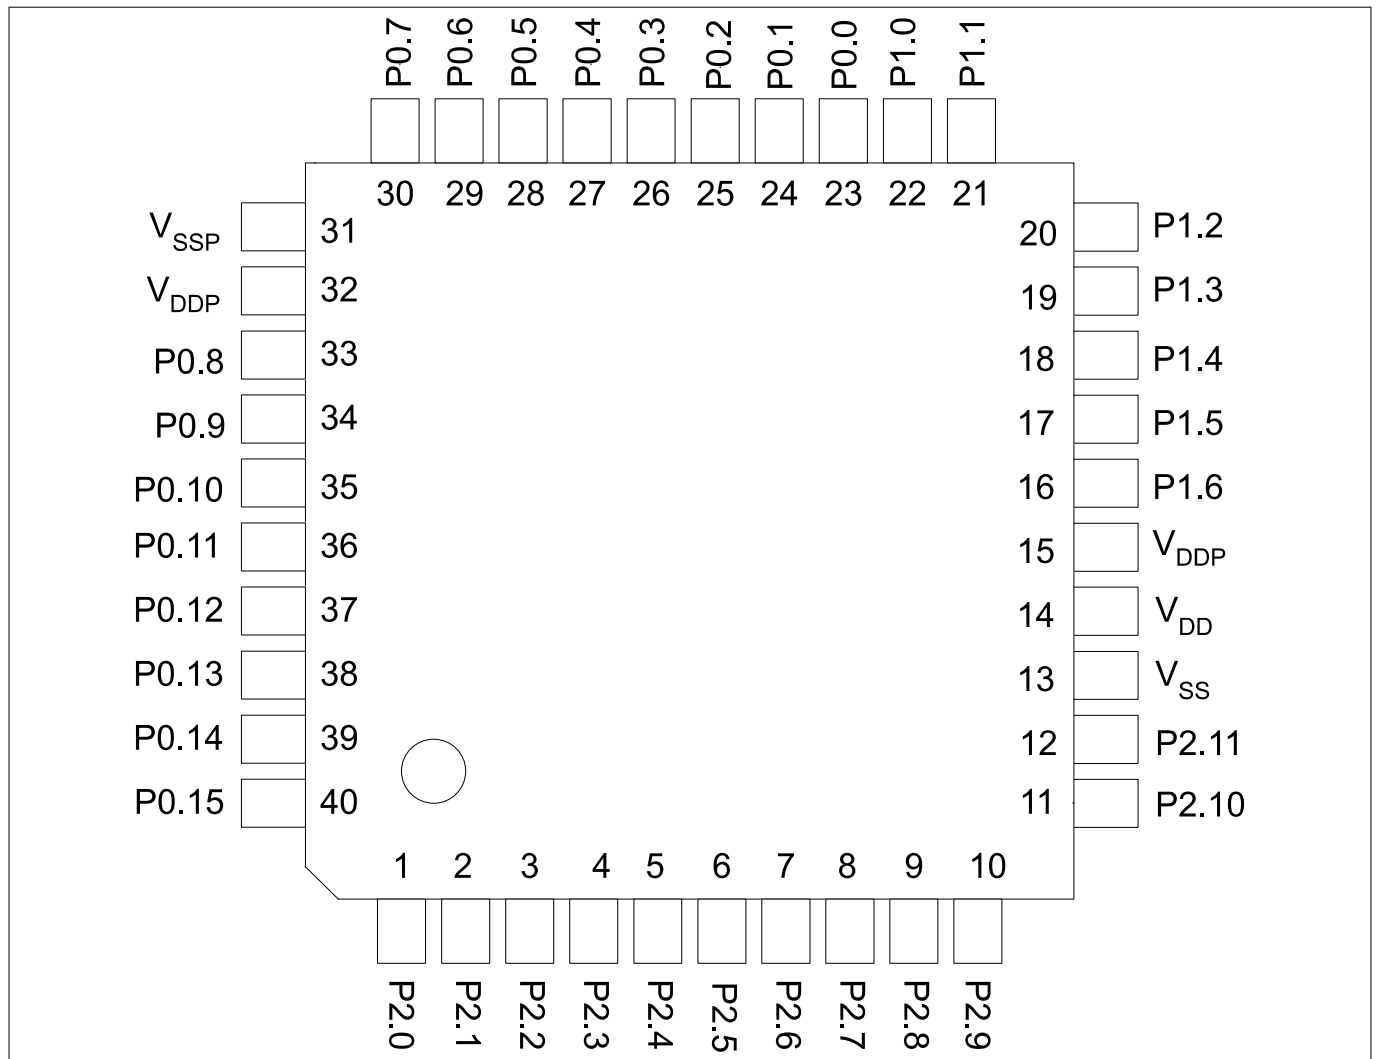 P0.7 P0.6 P0.5 P0.4 P0.3 P0.2 P0.1 P0.0 P1.0 P1.1
30 29 28 27 26 25 24 23 22 21
VSSP 31 20 P1.2
VDDP 32 19 P1.3
P0.8 33 18 P1.4
P0.9 34 17 P1.5
P0.10 35 16 P1.6
P0.11 36 15 VDDP
P0.12 37 14 VDD
P0.13 38 13 VSS
P0.14 39 12 P2.11
P0.15 40 11 P2.10
1 2 3 4 5 6 7 8 9 10
P2.0 P2.1 P2.2 P2.3 P2.4 P2.5 P2.6 P2.7 P2.8 P2.9